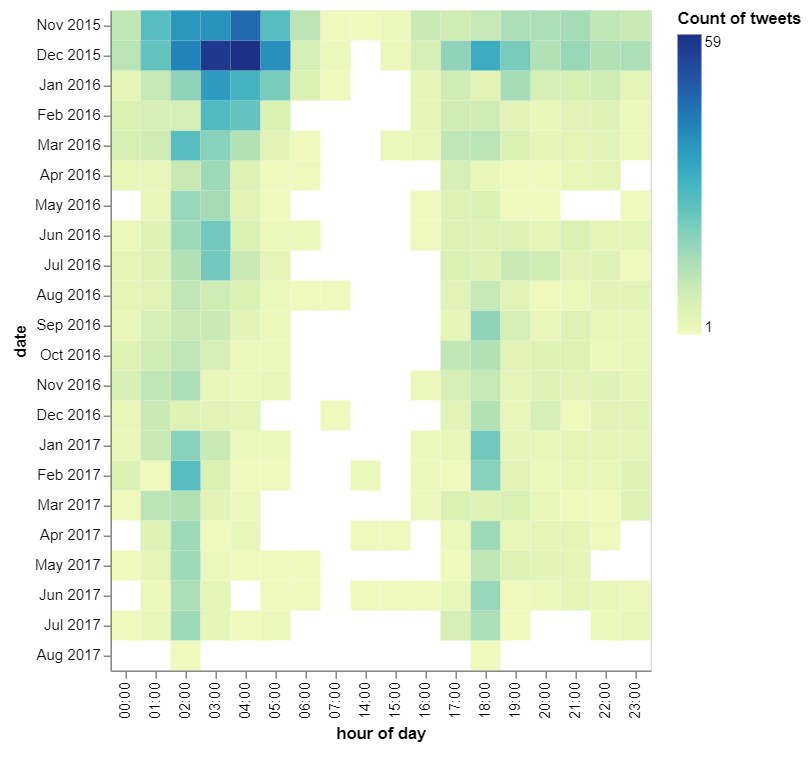 Count of tweets
59
1
date
Nov 2015
Dec 2015
Jan 2016
Feb 2016
Mar 2016
Apr 2016
May 2016
Jun 2016
Jul 2016
Aug 2016
Sep 2016
Oct 2016
Nov 2016
Dec 2016
Jan 2017
Feb 2017
Mar 2017
Apr 2017
May 2017
Jun 2017
Jul 2017
Aug 2017
00:00
01:00
02:00
03:00
04:00
05:00
06:00
07:00
14:00
15:00
16:00
17:00
18:00
19:00
20:00
21:00
22:00
23:00
hour of day